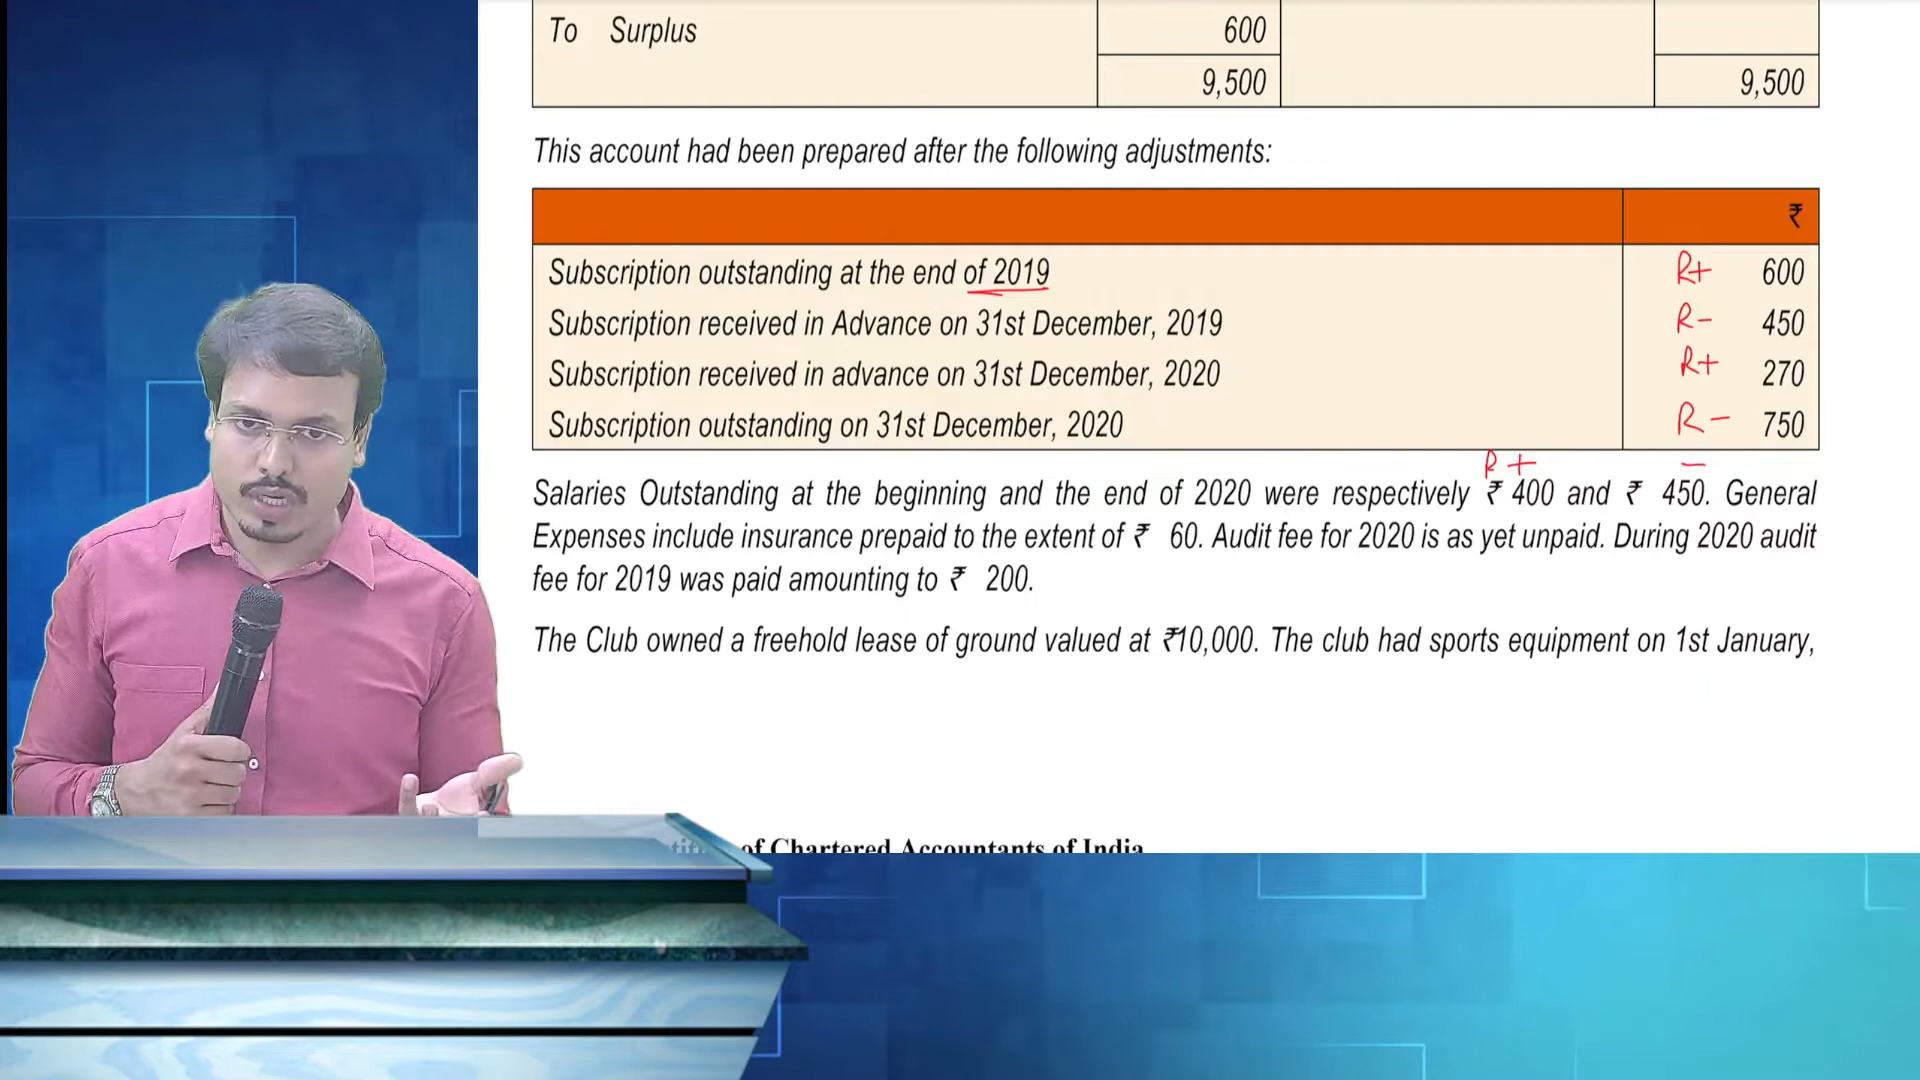 To Surplus 600
9,500 9,500
This account had been prepared after the following adjustments:
₹
Subscription outstanding at the end of 2019 R+ 600
Subscription received in Advance on 31st December, 2019 R- 450
Subscription received in advance on 31st December, 2020 R+ 270
Subscription outstanding on 31st December, 2020 R- 750
R + -
Salaries Outstanding at the beginning and the end of 2020 were respectively ₹ 400 and ₹ 450. General
Expenses include insurance prepaid to the extent of ₹ 60. Audit fee for 2020 is as yet unpaid. During 2020 audit
fee for 2019 was paid amounting to ₹ 200.
The Club owned a freehold lease of ground valued at ₹10,000. The club had sports equipment on 1st January,
of Chartered Accountants of India